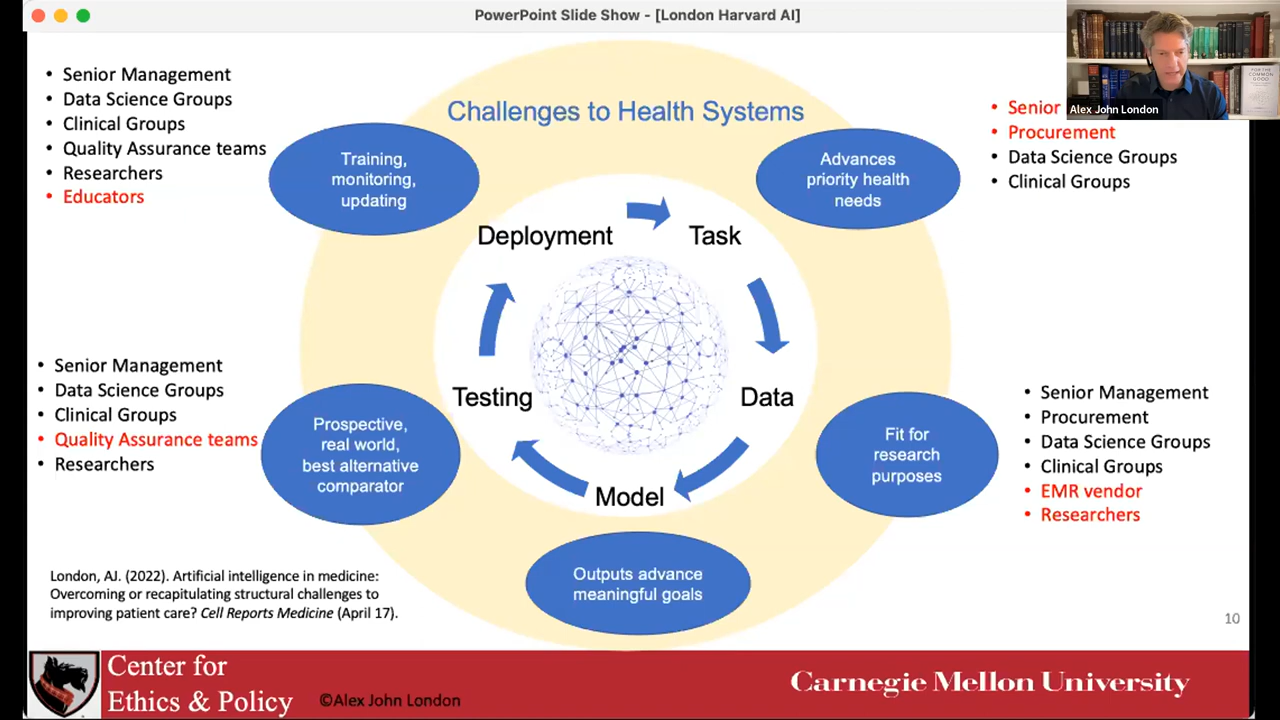 PowerPoint Slide Show - [London Harvard AI]
Alex John London
FOR THE
COMMON
GOOD
Challenges to Health Systems
• Senior Management
• Data Science Groups
• Clinical Groups
• Quality Assurance teams
• Researchers
• Educators
Training,
monitoring,
updating
Advances
priority health
needs
• Senior
• Procurement
• Data Science Groups
• Clinical Groups
Deployment
Task
Testing
Data
Model
• Senior Management
• Data Science Groups
• Clinical Groups
• Quality Assurance teams
• Researchers
Prospective,
real world,
best alternative
comparator
Fit for
research
purposes
• Senior Management
• Procurement
• Data Science Groups
• Clinical Groups
• EMR vendor
• Researchers
Outputs advance
meaningful goals
London, AJ. (2022). Artificial intelligence in medicine:
Overcoming or recapitulating structural challenges to
improving patient care? Cell Reports Medicine (April 17).
10
Center for
Ethics & Policy
©Alex John London
Carnegie Mellon University